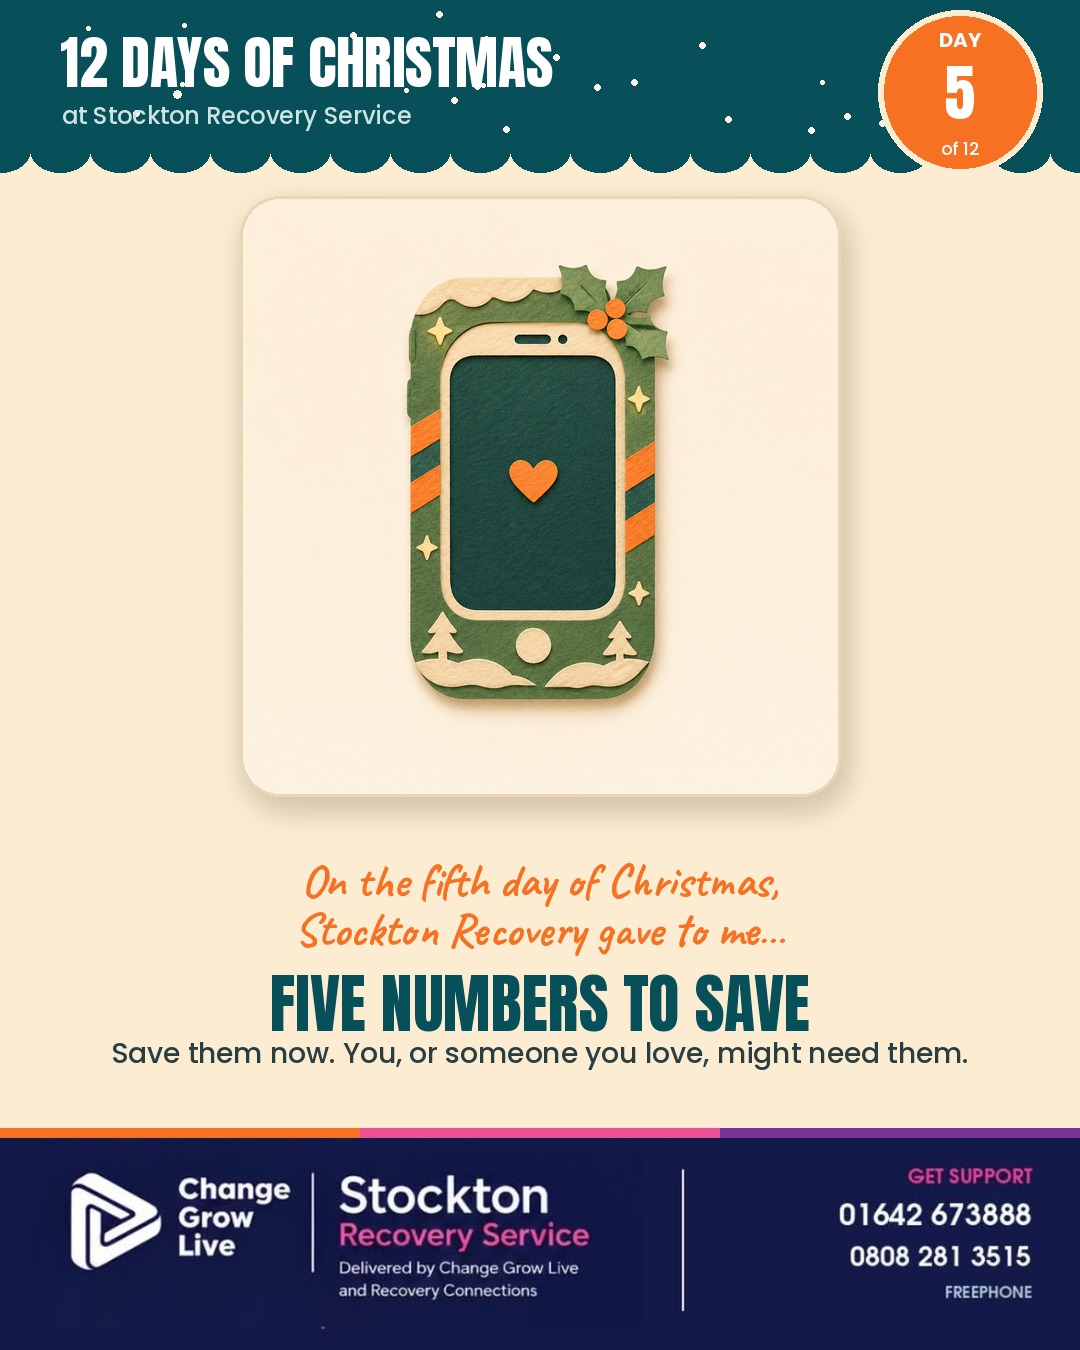 12 DAYS OF CHRISTMAS
at Stockton Recovery Service
DAY
5
of 12
On the fifth day of Christmas,
Stockton Recovery gave to me...
FIVE NUMBERS TO SAVE
Save them now. You, or someone you love, might need them.
Change
Grow
Live
Stockton
Recovery Service
Delivered by Change Grow Live
and Recovery Connections
GET SUPPORT
01642 673888
0808 281 3515
FREEPHONE